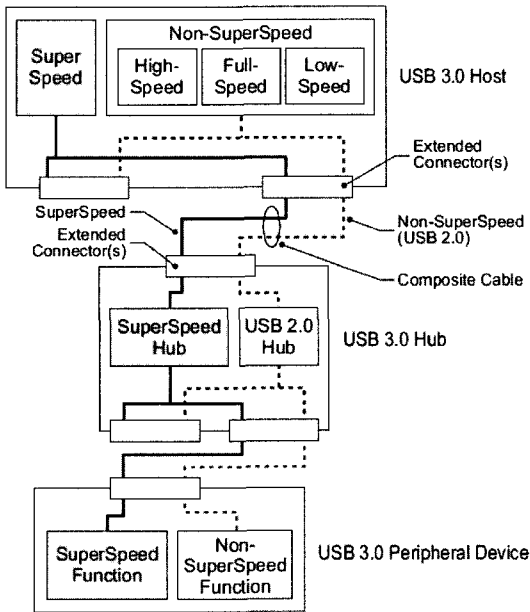 Super
Speed
Non-SuperSpeed
High-
Speed
Full-
Speed
Low-
Speed
USB 3.0 Host
Extended
Connector(s)
SuperSpeed
Extended
Connector(s)
Non-SuperSpeed
(USB 2.0)
Composite Cable
SuperSpeed
Hub
USB 2.0
Hub
USB 3.0 Hub
SuperSpeed
Function
Non-
SuperSpeed
Function
USB 3.0 Peripheral Device